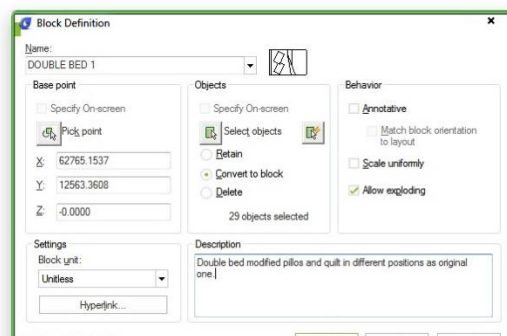 Block Definition
Name:
DOUBLE BED 1
Base point
Specify On-screen
Pick point
X: 62765.1537
Y: 12563.3608
Z: -0.0000
Objects
Specify On-screen
Select objects
Retain
Convert to block
Delete
29 objects selected
Behavior
Annotative
Match block orientation
to layout
Scale uniformly
Allow exploding
Settings
Block unit:
Unitless
Hyperlink...
Description
Double bed modified pillos and quilt in different positions as original
one.